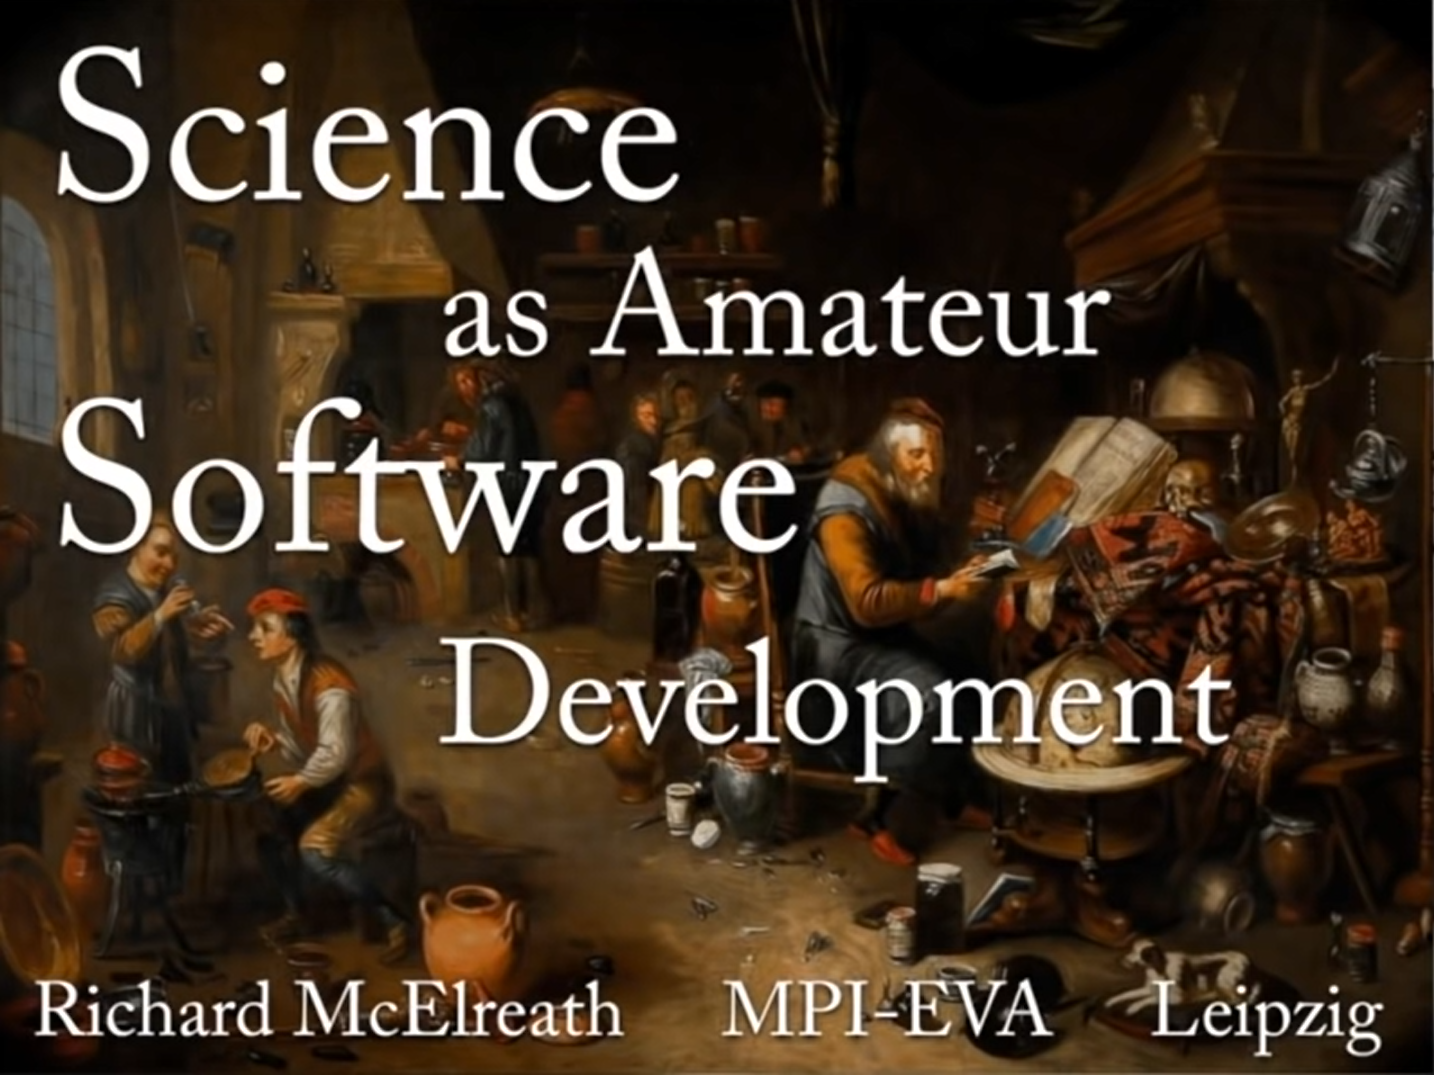 Science
as Amateur
Software
Development
Richard McElreath MPI-EVA Leipzig